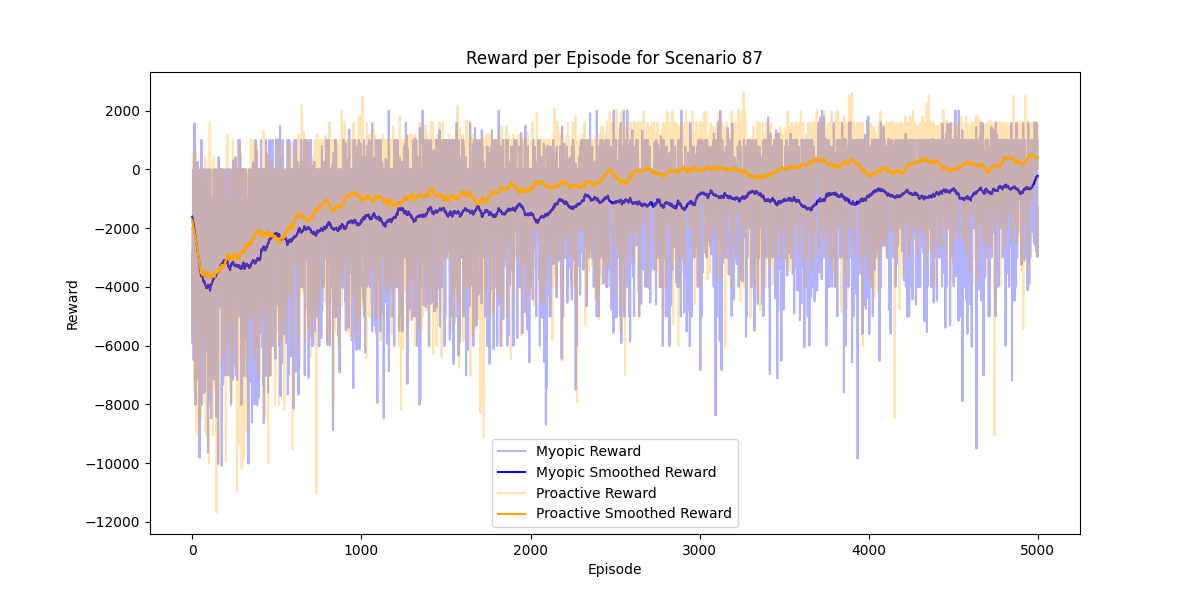 Reward per Episode for Scenario 87
2000
0
−2000
−4000
−6000
−8000
−10000
−12000
Reward
0
1000
2000
3000
4000
5000
Episode
Myopic Reward
Myopic Smoothed Reward
Proactive Reward
Proactive Smoothed Reward